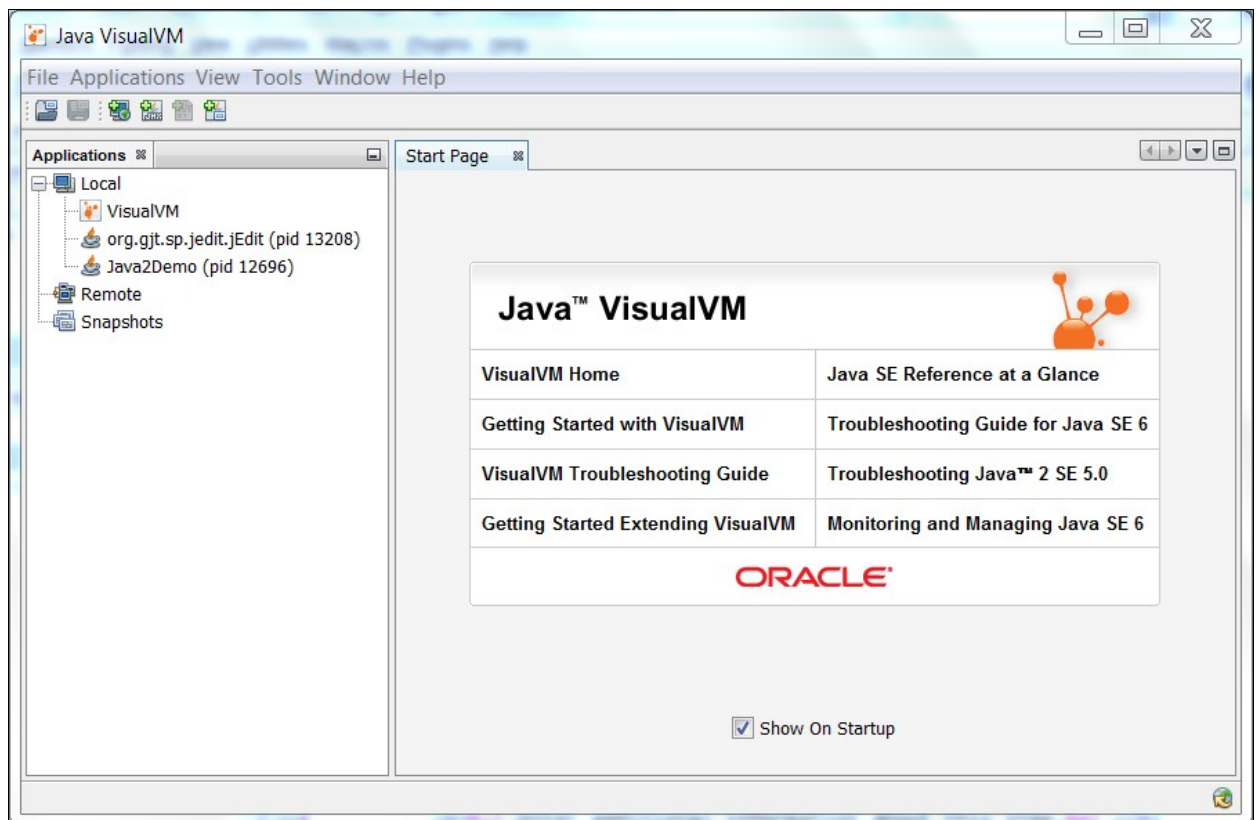 Java VisualVM
File Applications View Tools Window Help
Applications
Local
VisualVM
org.gjt.sp.jedit.jEdit (pid 13208)
Java2Demo (pid 12696)
Remote
Snapshots
Start Page
Java™ VisualVM
VisualVM Home
Java SE Reference at a Glance
Getting Started with VisualVM
Troubleshooting Guide for Java SE 6
VisualVM Troubleshooting Guide
Troubleshooting Java™ 2 SE 5.0
Getting Started Extending VisualVM
Monitoring and Managing Java SE 6
ORACLE®
Show On Startup